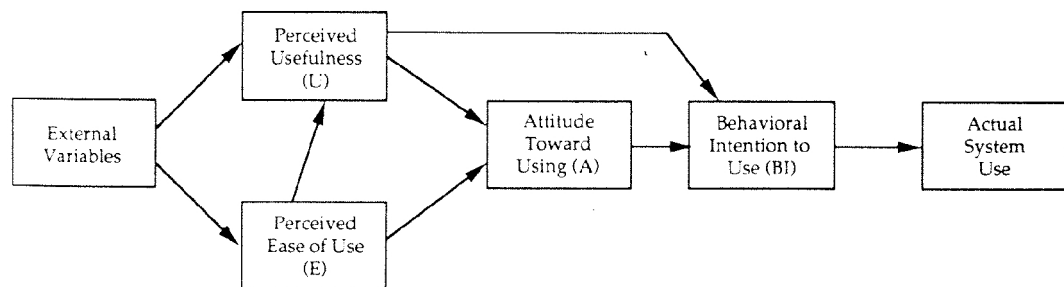 External
Variables
Perceived
Usefulness
(U)
Perceived
Ease of Use
(E)
Attitude
Toward
Using (A)
Behavioral
Intention to
Use (BI)
Actual
System
Use